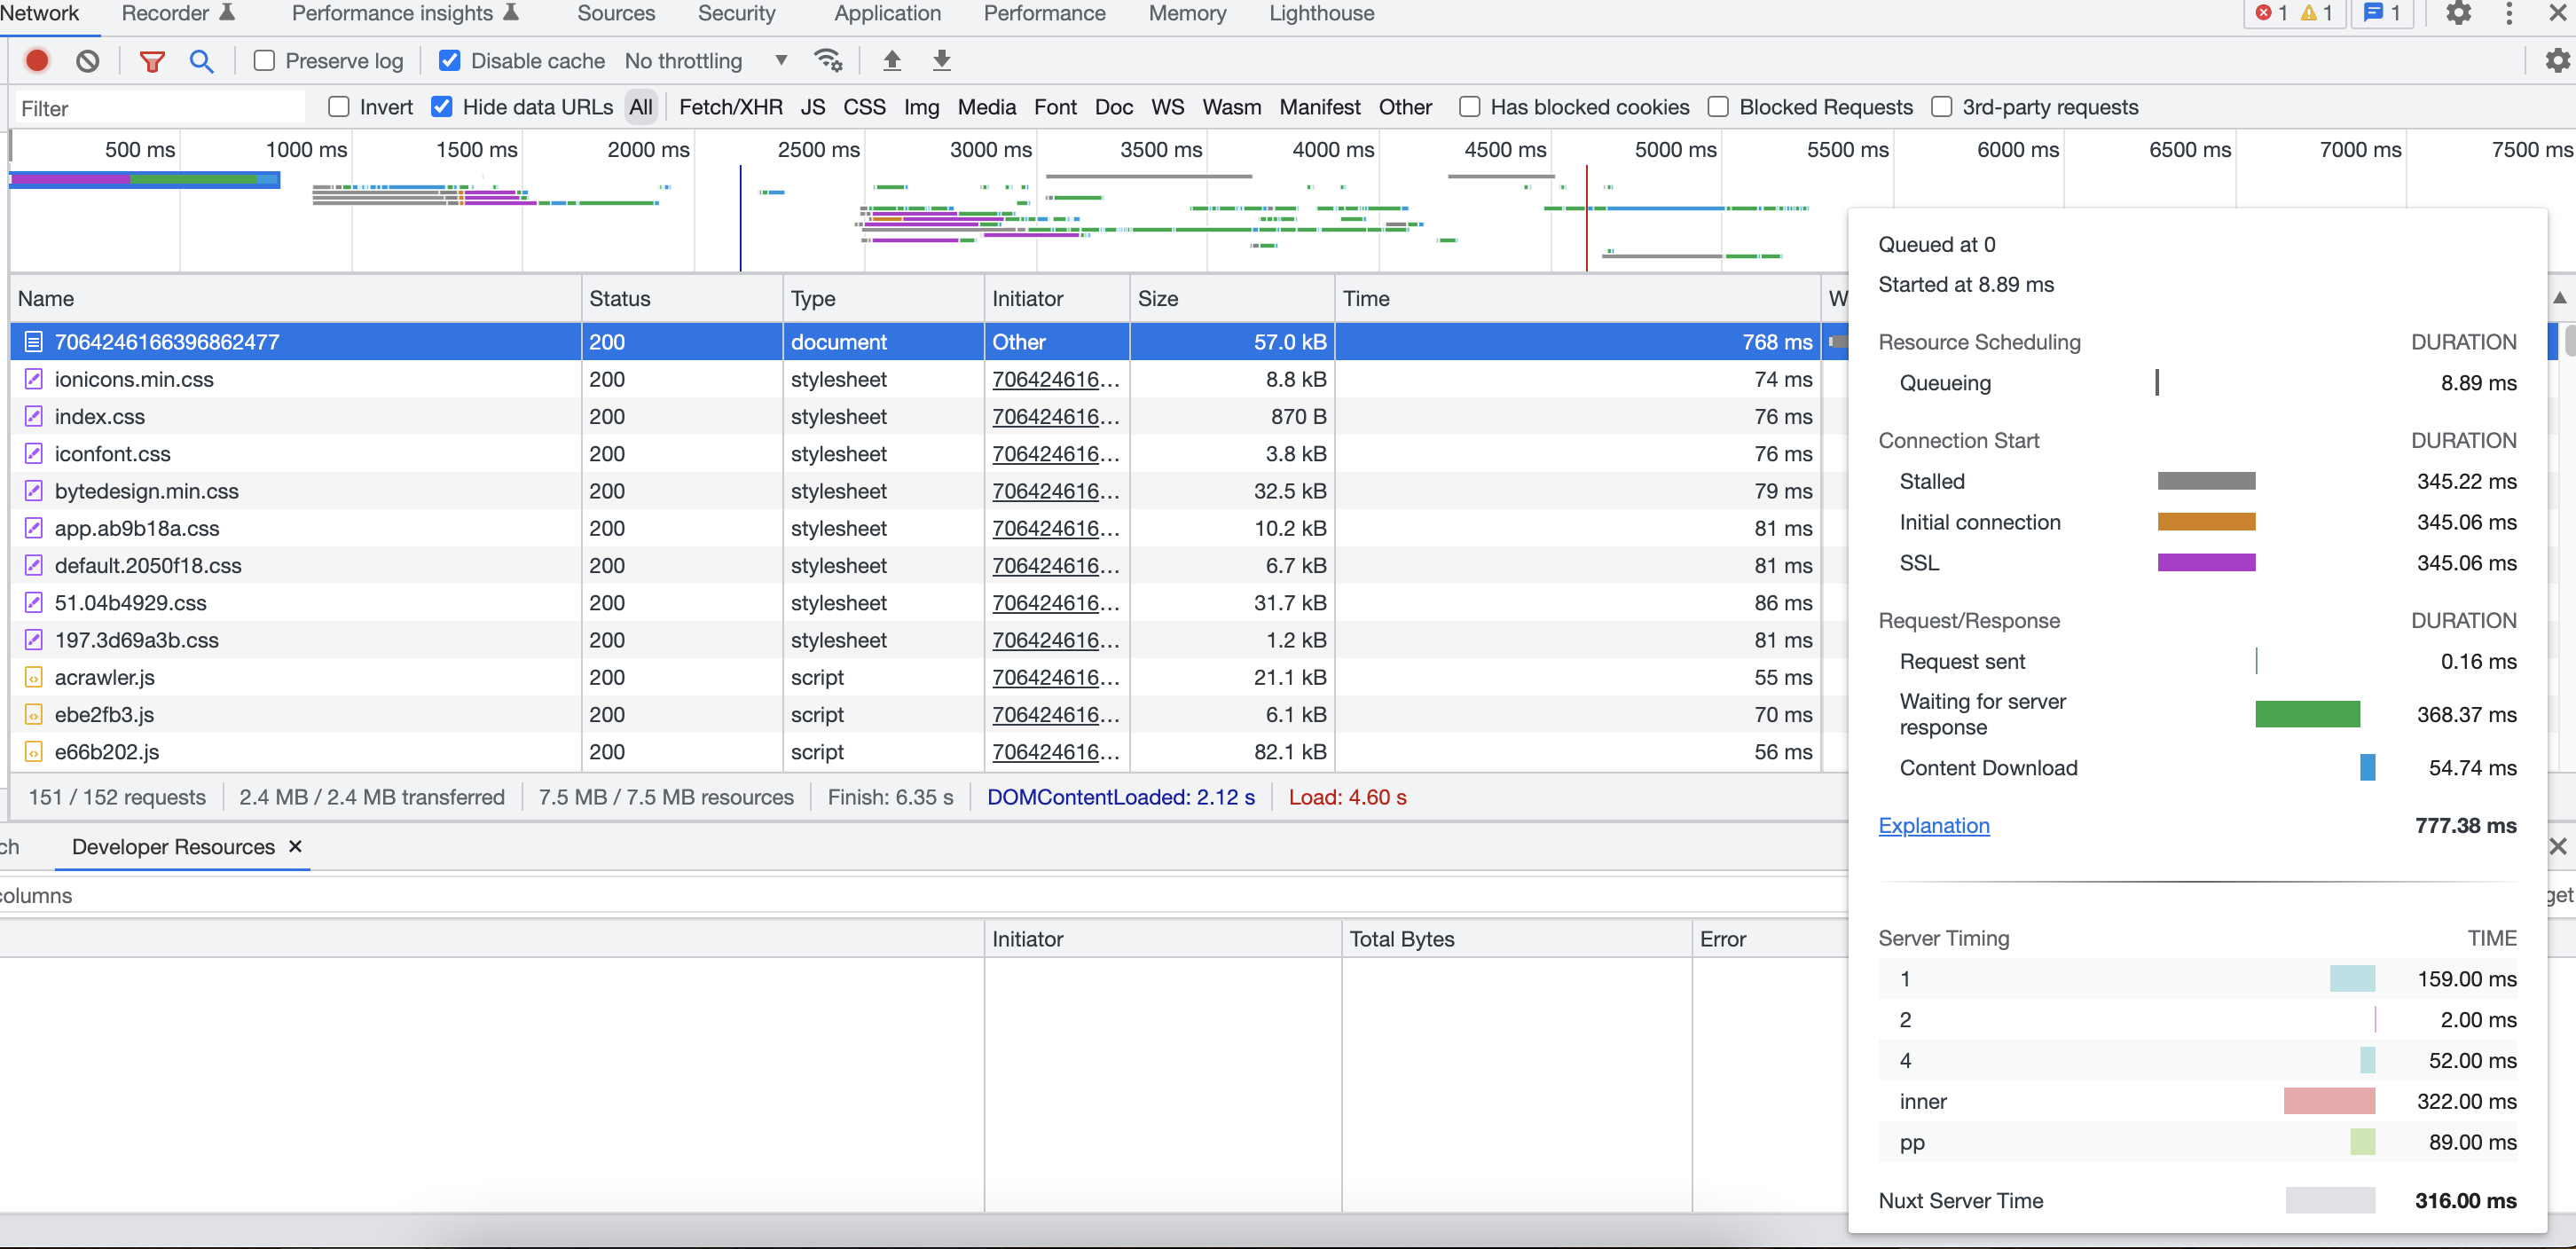 Network Recorder Performance insights Sources Security Application Performance Memory Lighthouse 1 1 1
Preserve log Disable cache No throttling
Filter Invert Hide data URLs All Fetch/XHR JS CSS Img Media Font Doc WS Wasm Manifest Other Has blocked cookies Blocked Requests 3rd-party requests
500 ms 1000 ms 1500 ms 2000 ms 2500 ms 3000 ms 3500 ms 4000 ms 4500 ms 5000 ms 5500 ms 6000 ms 6500 ms 7000 ms 7500 ms
Name Status Type Initiator Size Time W
7064246166396862477 200 document Other 57.0 kB 768 ms
ionicons.min.css 200 stylesheet 706424616... 8.8 kB 74 ms
index.css 200 stylesheet 706424616... 870 B 76 ms
iconfont.css 200 stylesheet 706424616... 3.8 kB 76 ms
bytedesign.min.css 200 stylesheet 706424616... 32.5 kB 79 ms
app.ab9b18a.css 200 stylesheet 706424616... 10.2 kB 81 ms
default.2050f18.css 200 stylesheet 706424616... 6.7 kB 81 ms
51.04b4929.css 200 stylesheet 706424616... 31.7 kB 86 ms
197.3d69a3b.css 200 stylesheet 706424616... 1.2 kB 81 ms
acrawler.js 200 script 706424616... 21.1 kB 55 ms
ebe2fb3.js 200 script 706424616... 6.1 kB 70 ms
e66b202.js 200 script 706424616... 82.1 kB 56 ms
151 / 152 requests 2.4 MB / 2.4 MB transferred 7.5 MB / 7.5 MB resources Finish: 6.35 s DOMContentLoaded: 2.12 s Load: 4.60 s
ch Developer Resources
columns get
Initiator Total Bytes Error
Queued at 0
Started at 8.89 ms
Resource Scheduling DURATION
Queueing 8.89 ms
Connection Start DURATION
Stalled 345.22 ms
Initial connection 345.06 ms
SSL 345.06 ms
Request/Response DURATION
Request sent 0.16 ms
Waiting for server
response 368.37 ms
Content Download 54.74 ms
Explanation 777.38 ms
Server Timing TIME
1 159.00 ms
2 2.00 ms
4 52.00 ms
inner 322.00 ms
pp 89.00 ms
Nuxt Server Time 316.00 ms